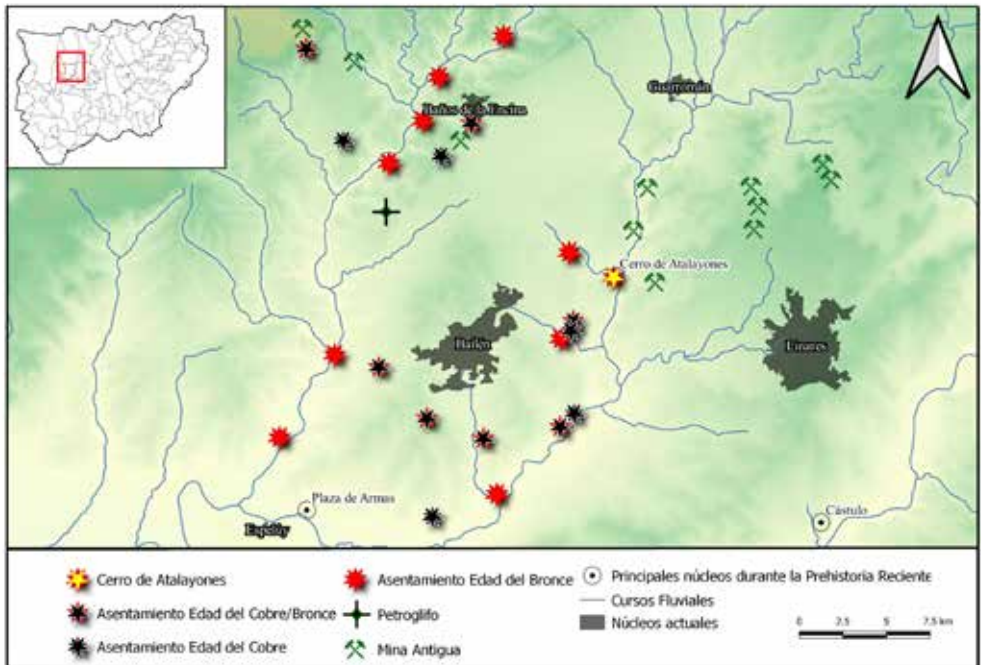 Guarromán
Baños de la Encina
Cerro de Atalayones
Bailén
Linares
Plaza de Armas
Cástulo
Espelúy
Cerro de Atalayones
Asentamiento Edad del Cobre/Bronce
Asentamiento Edad del Cobre
Asentamiento Edad del Bronce
Petroglifo
Mina Antigua
Principales núcleos durante la Prehistoria Reciente
Cursos Fluviales
Núcleos actuales
0 2.5 5 7.5 km